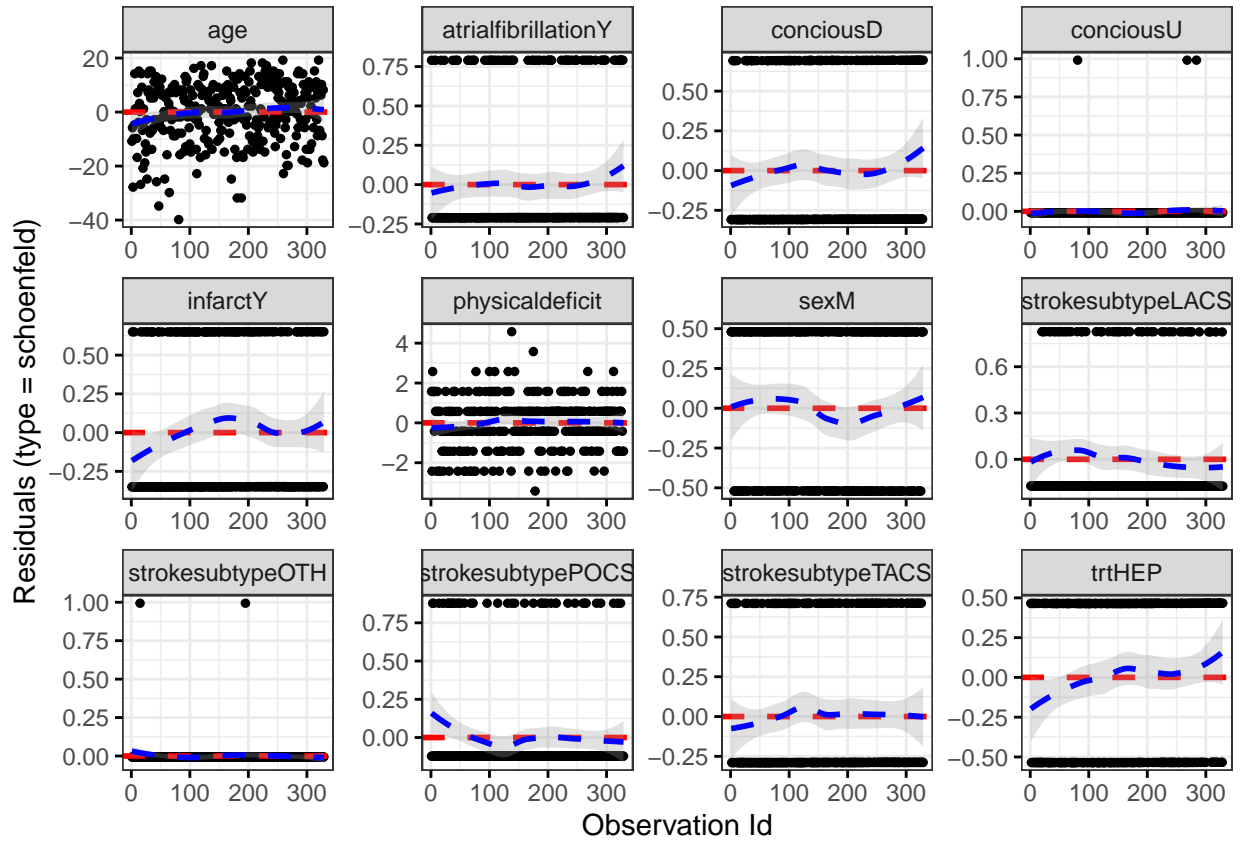 age atrialfibrillationY conciousD conciousU
20 0.75 1.00
0 0.50 0.50 0.75
−20 0.25 0.25 0.50
−40 0.00 0.00 0.25
−0.25 −0.25 0.00
0 100 200 300 0 100 200 300 0 100 200 300 0 100 200 300
infarctY physicaldeficit sexM strokesubtypeLACS
0.50 4 0.50 0.6
0.25 2 0.25 0.3
0.00 0 0.00 0.0
−0.25 −2 −0.25
−0.50
0 100 200 300 0 100 200 300 0 100 200 300 0 100 200 300
strokesubtypeOTH strokesubtypePOCS strokesubtypeTACS trtHEP
1.00 0.75 0.75 0.50
0.75 0.50 0.50 0.25
0.50 0.25 0.25 0.00
0.25 0.00 0.00 −0.25
0.00 −0.25 −0.50
0 100 200 300 0 100 200 300 0 100 200 300 0 100 200 300
Observation Id
Residuals (type = schoenfeld)